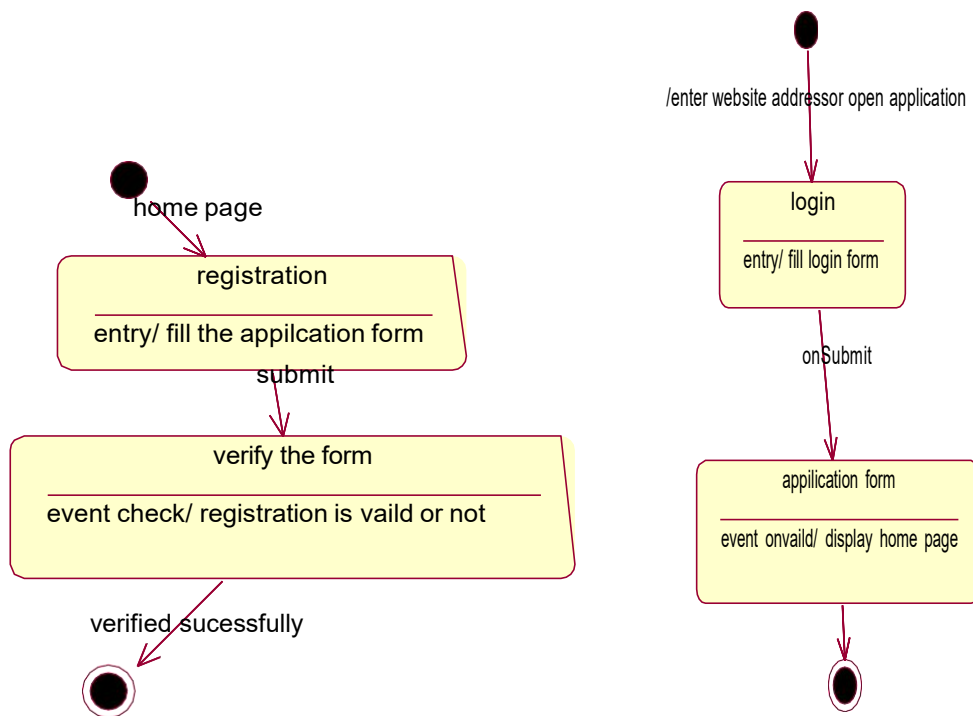 home page
registration
entry/ fill the appilcation form
submit
verify the form
event check/ registration is vaild or not
verified sucessfully
/enter website addressor open application
login
entry/ fill login form
onSubmit
appilication form
event onvaild/ display home page